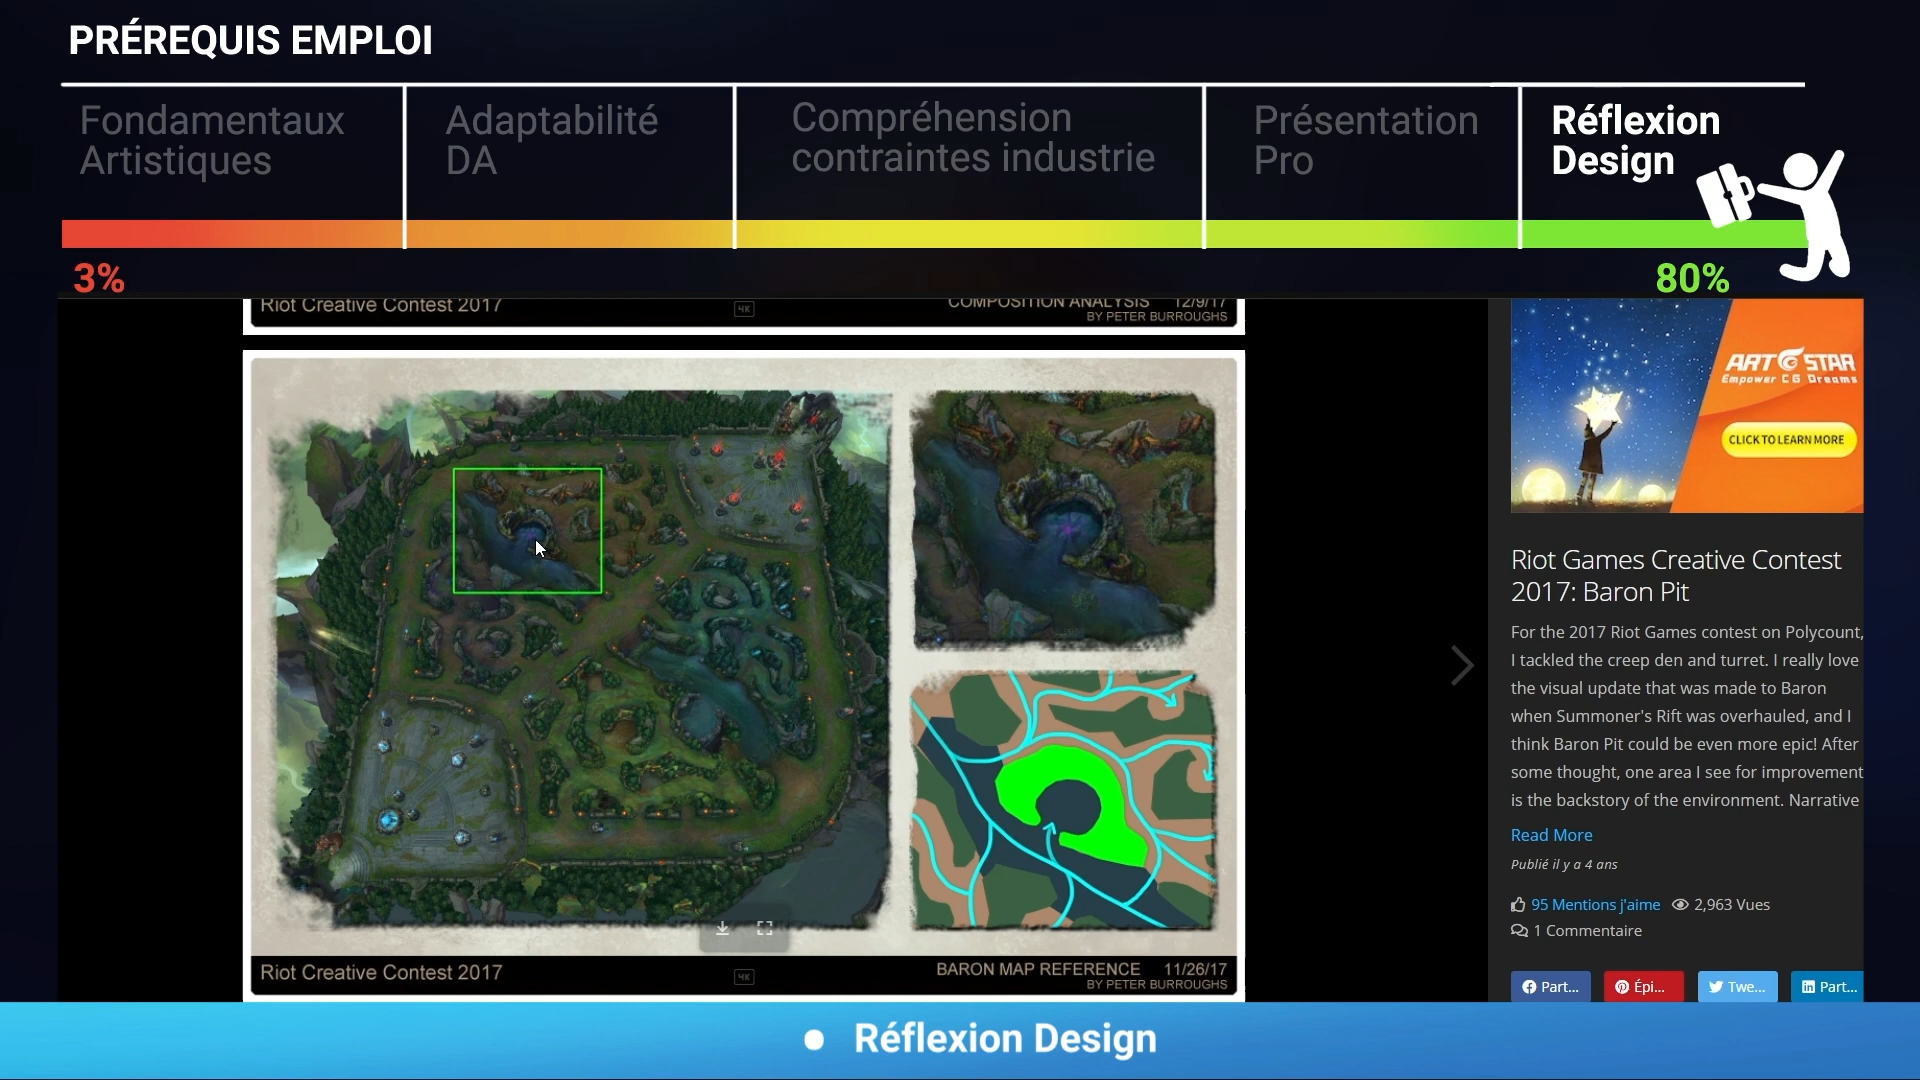 PRÉREQUIS EMPLOI
Fondamentaux
Artistiques
Adaptabilité
DA
Compréhension
contraintes industrie
Présentation
Pro
Réflexion
Design
3%
80%
Riot Creative Contest 2017
4K
COMPOSITION ANALYSIS 12/9/17
BY PETER BURROUGHS
Riot Creative Contest 2017
4K
BARON MAP REFERENCE 11/26/17
BY PETER BURROUGHS
ART STAR
Empower CG Dreams
CLICK TO LEARN MORE
Riot Games Creative Contest
2017: Baron Pit
For the 2017 Riot Games contest on Polycount,
I tackled the creep den and turret. I really love
the visual update that was made to Baron
when Summoner's Rift was overhauled, and I
think Baron Pit could be even more epic! After
some thought, one area I see for improvement
is the backstory of the environment. Narrative
Read More
Publié il y a 4 ans
95 Mentions j'aime 2,963 Vues
1 Commentaire
Part... Épi... Twe... Part...
• Réflexion Design